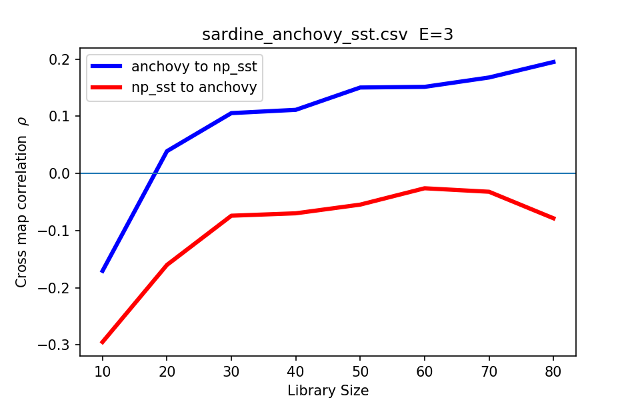 sardine_anchovy_sst.csv  E=3
anchovy to np_sst
np_sst to anchovy
0.2
0.1
0.0
−0.1
−0.2
−0.3
Cross map correlation ρ
10 20 30 40 50 60 70 80
Library Size